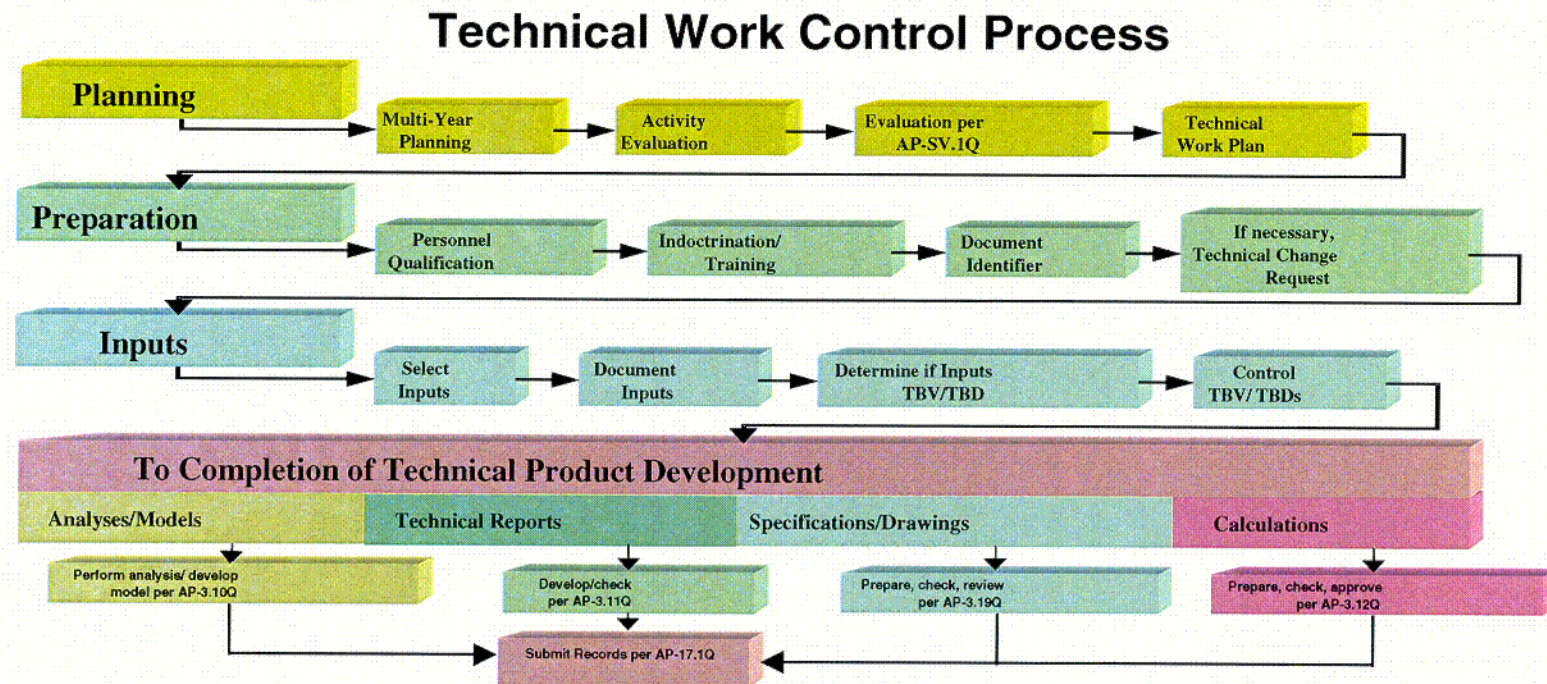 Technical Work Control Process
Planning
Multi-Year
Planning
Activity
Evaluation
Evaluation per
AP-SV.1Q
Technical
Work Plan
Preparation
Personnel
Qualification
Indoctrination/
Training
Document
Identifier
If necessary,
Technical Change
Request
Inputs
Select
Inputs
Document
Inputs
Determine if Inputs
TBV/TBD
Control
TBV/ TBDs
To Completion of Technical Product Development
Analyses/Models
Technical Reports
Specifications/Drawings
Calculations
Perform analysis/ develop
model per AP-3.10Q
Develop/check
per AP-3.11Q
Prepare, check, review
per AP-3.19Q
Prepare, check, approve
per AP-3.12Q
Submit Records per AP-17.1Q